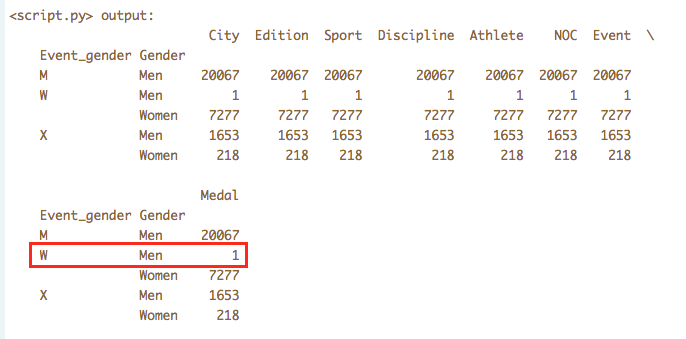 <script.py> output:
City Edition Sport Discipline Athlete NOC Event \
Event_gender Gender
M Men 20067 20067 20067 20067 20067 20067 20067
W Men 1 1 1 1 1 1 1
Women 7277 7277 7277 7277 7277 7277 7277
X Men 1653 1653 1653 1653 1653 1653 1653
Women 218 218 218 218 218 218 218
Medal
Event_gender Gender
M Men 20067
W Men 1
Women 7277
X Men 1653
Women 218